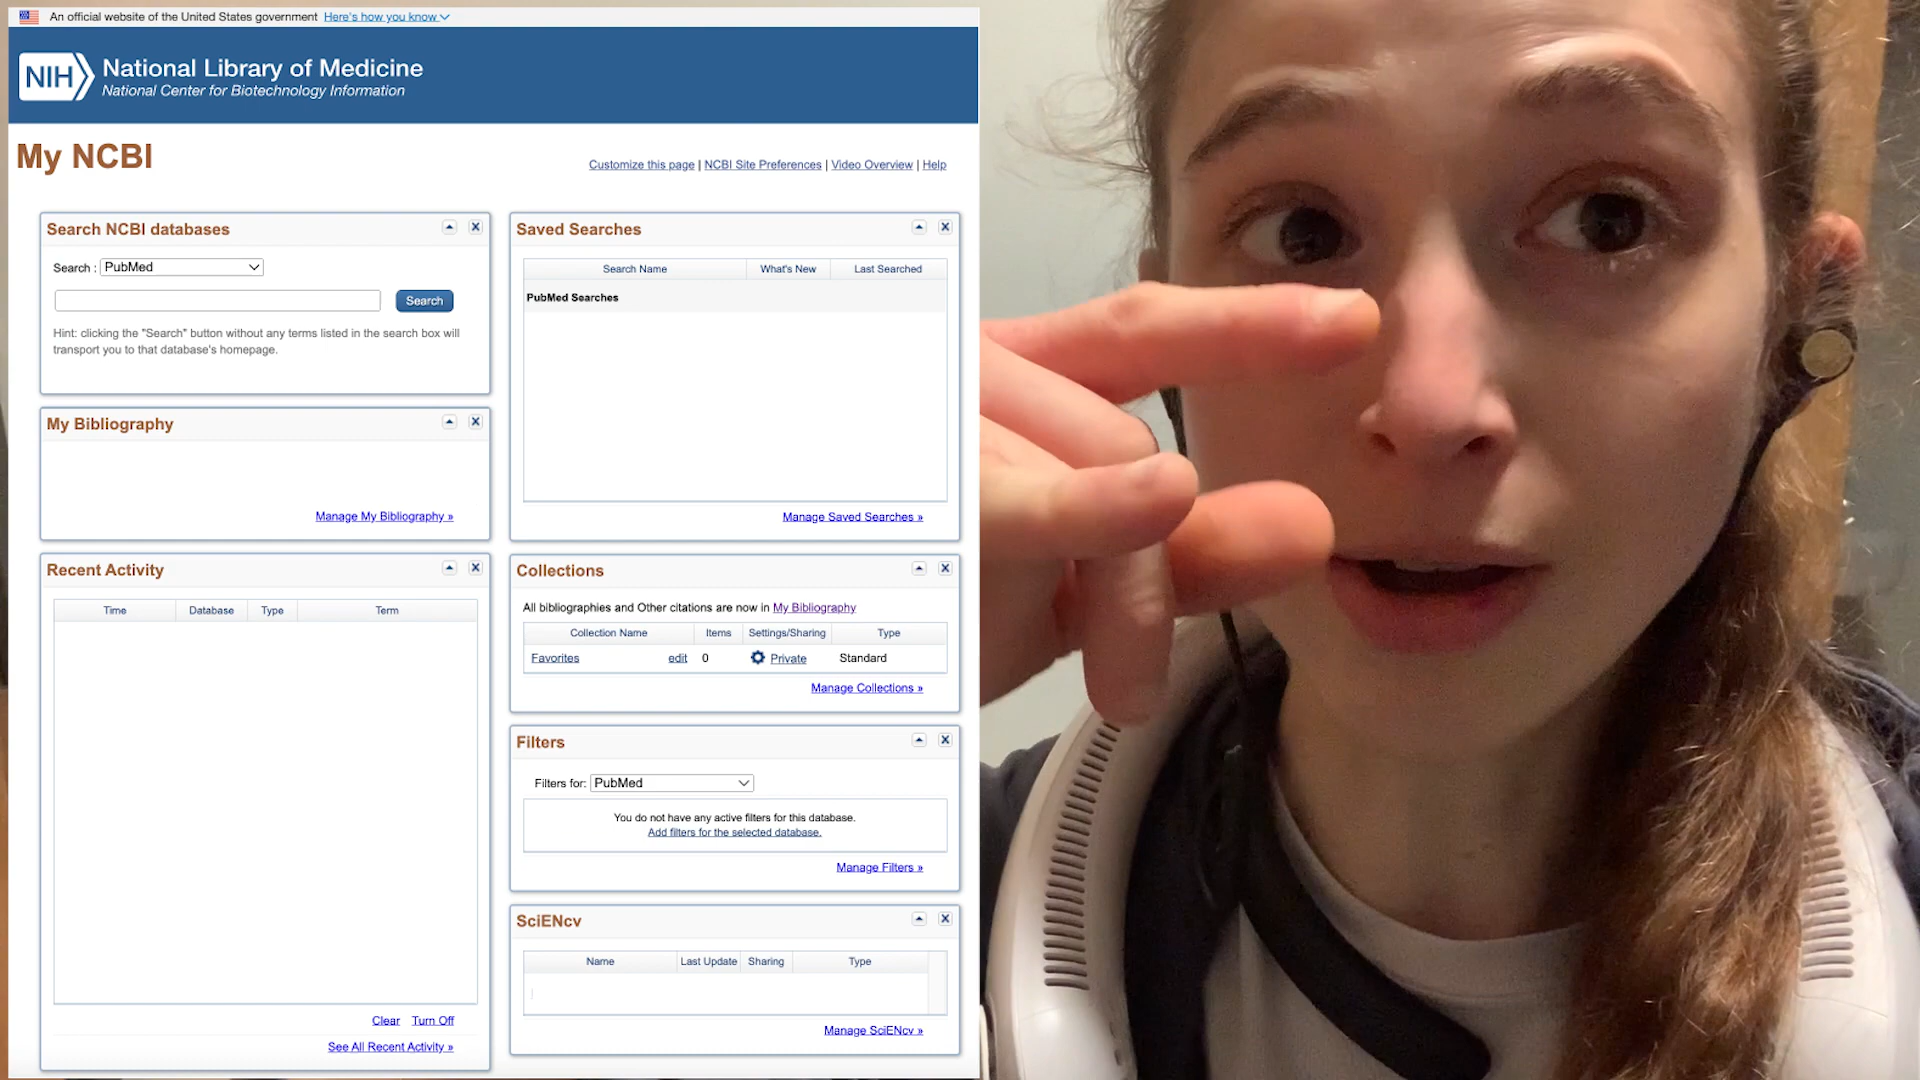 An official website of the United States government Here's how you know
NIH National Library of Medicine
National Center for Biotechnology Information
My NCBI
Customize this page | NCBI Site Preferences | Video Overview | Help
Search NCBI databases
Search : PubMed
Search
Hint: clicking the "Search" button without any terms listed in the search box will
transport you to that database's homepage.
My Bibliography
Manage My Bibliography »
Recent Activity
Time Database Type Term
Clear Turn Off
See All Recent Activity »
Saved Searches
Search Name What's New Last Searched
PubMed Searches
Manage Saved Searches »
Collections
All bibliographies and Other citations are now in My Bibliography
Collection Name Items Settings/Sharing Type
Favorites edit 0 Private Standard
Manage Collections »
Filters
Filters for: PubMed
You do not have any active filters for this database.
Add filters for the selected database.
Manage Filters »
SciENcv
Name Last Update Sharing Type
Manage SciENcv »